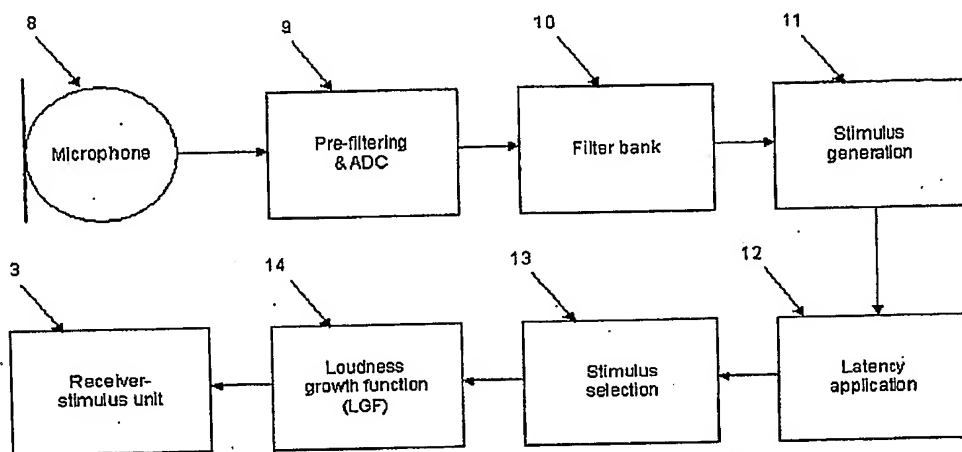 8
9
10
11
Microphone
Pre-filtering
& ADC
Filter bank
Stimulus
generation
3
14
13
12
Receiver-
stimulus unit
Loudness
growth function
(LGF)
Stimulus
selection
Latency
application